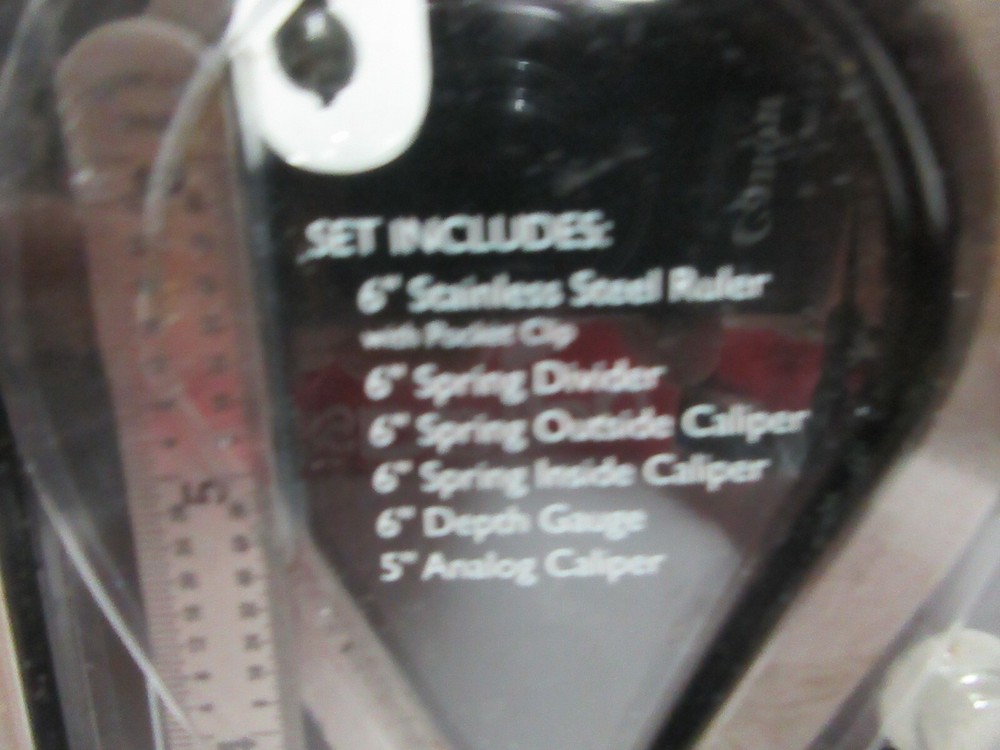 SET INCLUDES:
6" Stainless Steel Ruler
with Pocket Clip
6" Spring Divider
6" Spring Outside Caliper
6" Spring Inside Caliper
6" Depth Gauge
5" Analog Caliper
5